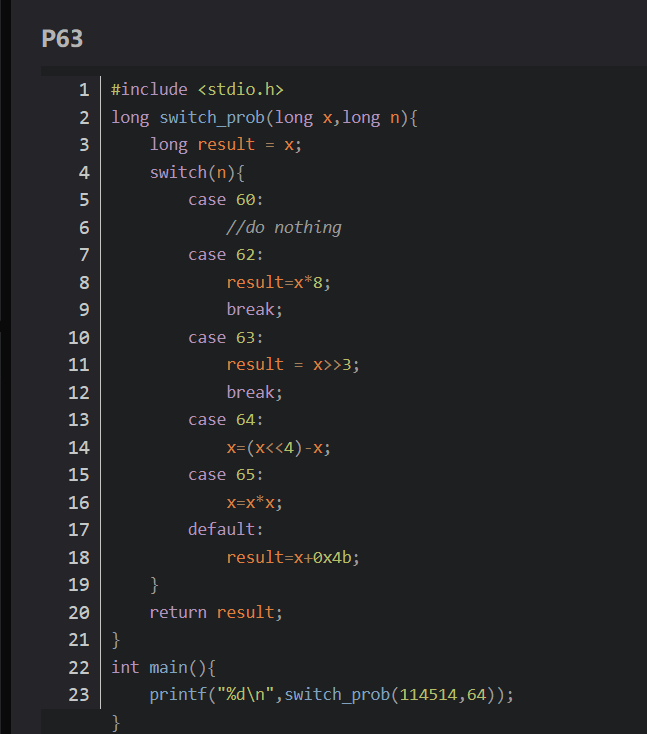 P63
1 #include <stdio.h>
2 long switch_prob(long x,long n){
3     long result = x;
4     switch(n){
5         case 60:
6             //do nothing
7         case 62:
8             result=x*8;
9             break;
10         case 63:
11             result = x>>3;
12             break;
13         case 64:
14             x=(x<<4)-x;
15         case 65:
16             x=x*x;
17         default:
18             result=x+0x4b;
19     }
20     return result;
21 }
22 int main(){
23     printf("%d\n",switch_prob(114514,64));
}